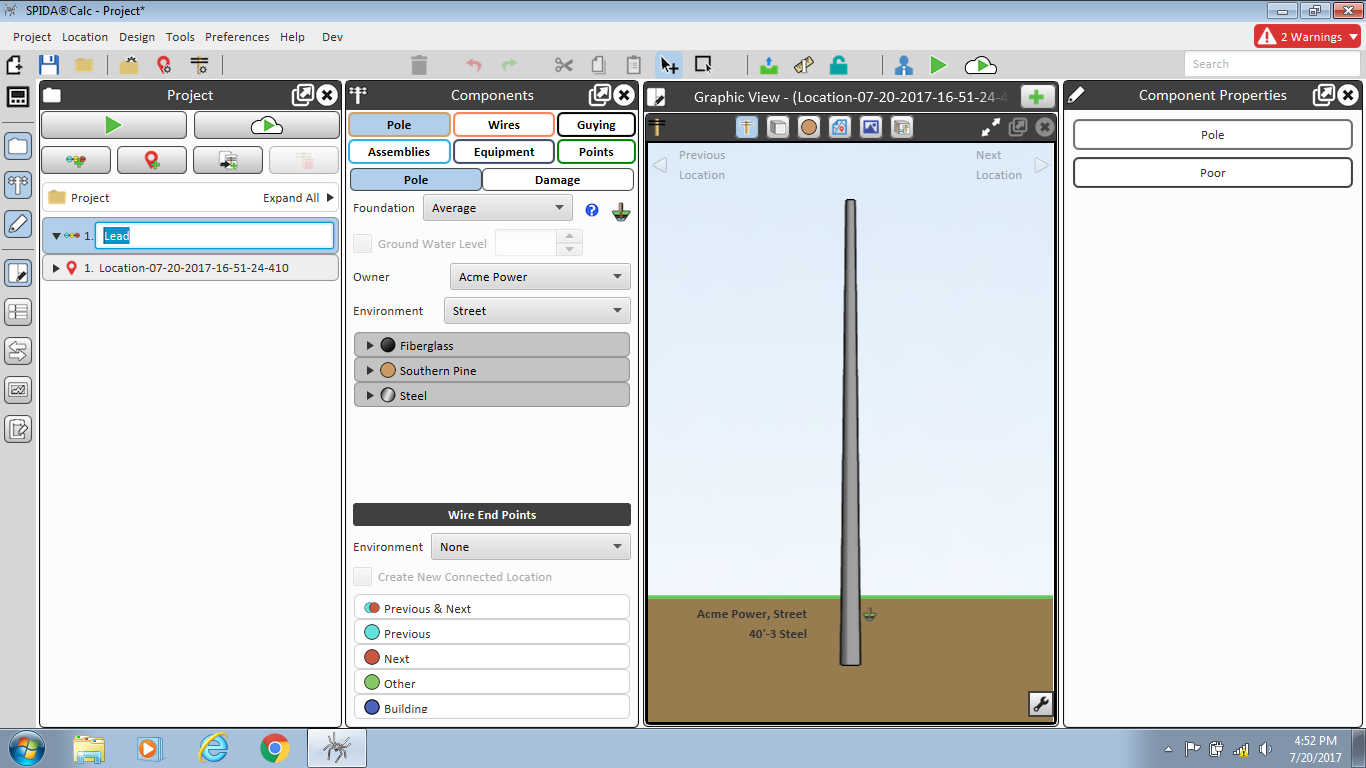 SPIDA®Calc - Project*
Project Location Design Tools Preferences Help Dev
2 Warnings
Search
Project
Project
Expand All
1. Lead
1. Location-07-20-2017-16-51-24-410
Components
Pole Wires Guying
Assemblies Equipment Points
Pole Damage
Foundation Average
Ground Water Level
Owner Acme Power
Environment Street
Fiberglass
Southern Pine
Steel
Wire End Points
Environment None
Create New Connected Location
Previous & Next
Previous
Next
Other
Building
Graphic View - (Location-07-20-2017-16-51-24-4
Previous
Location
Next
Location
Acme Power, Street
40'-3 Steel
Component Properties
Pole
Poor
4:52 PM
7/20/2017